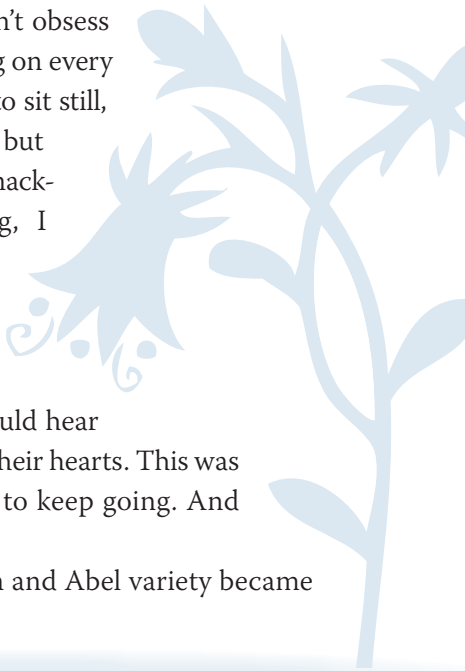 n't obsess
g on every
to sit still,
but
nack-
g, I
uld hear
heir hearts. This was
to keep going. And
n and Abel variety became